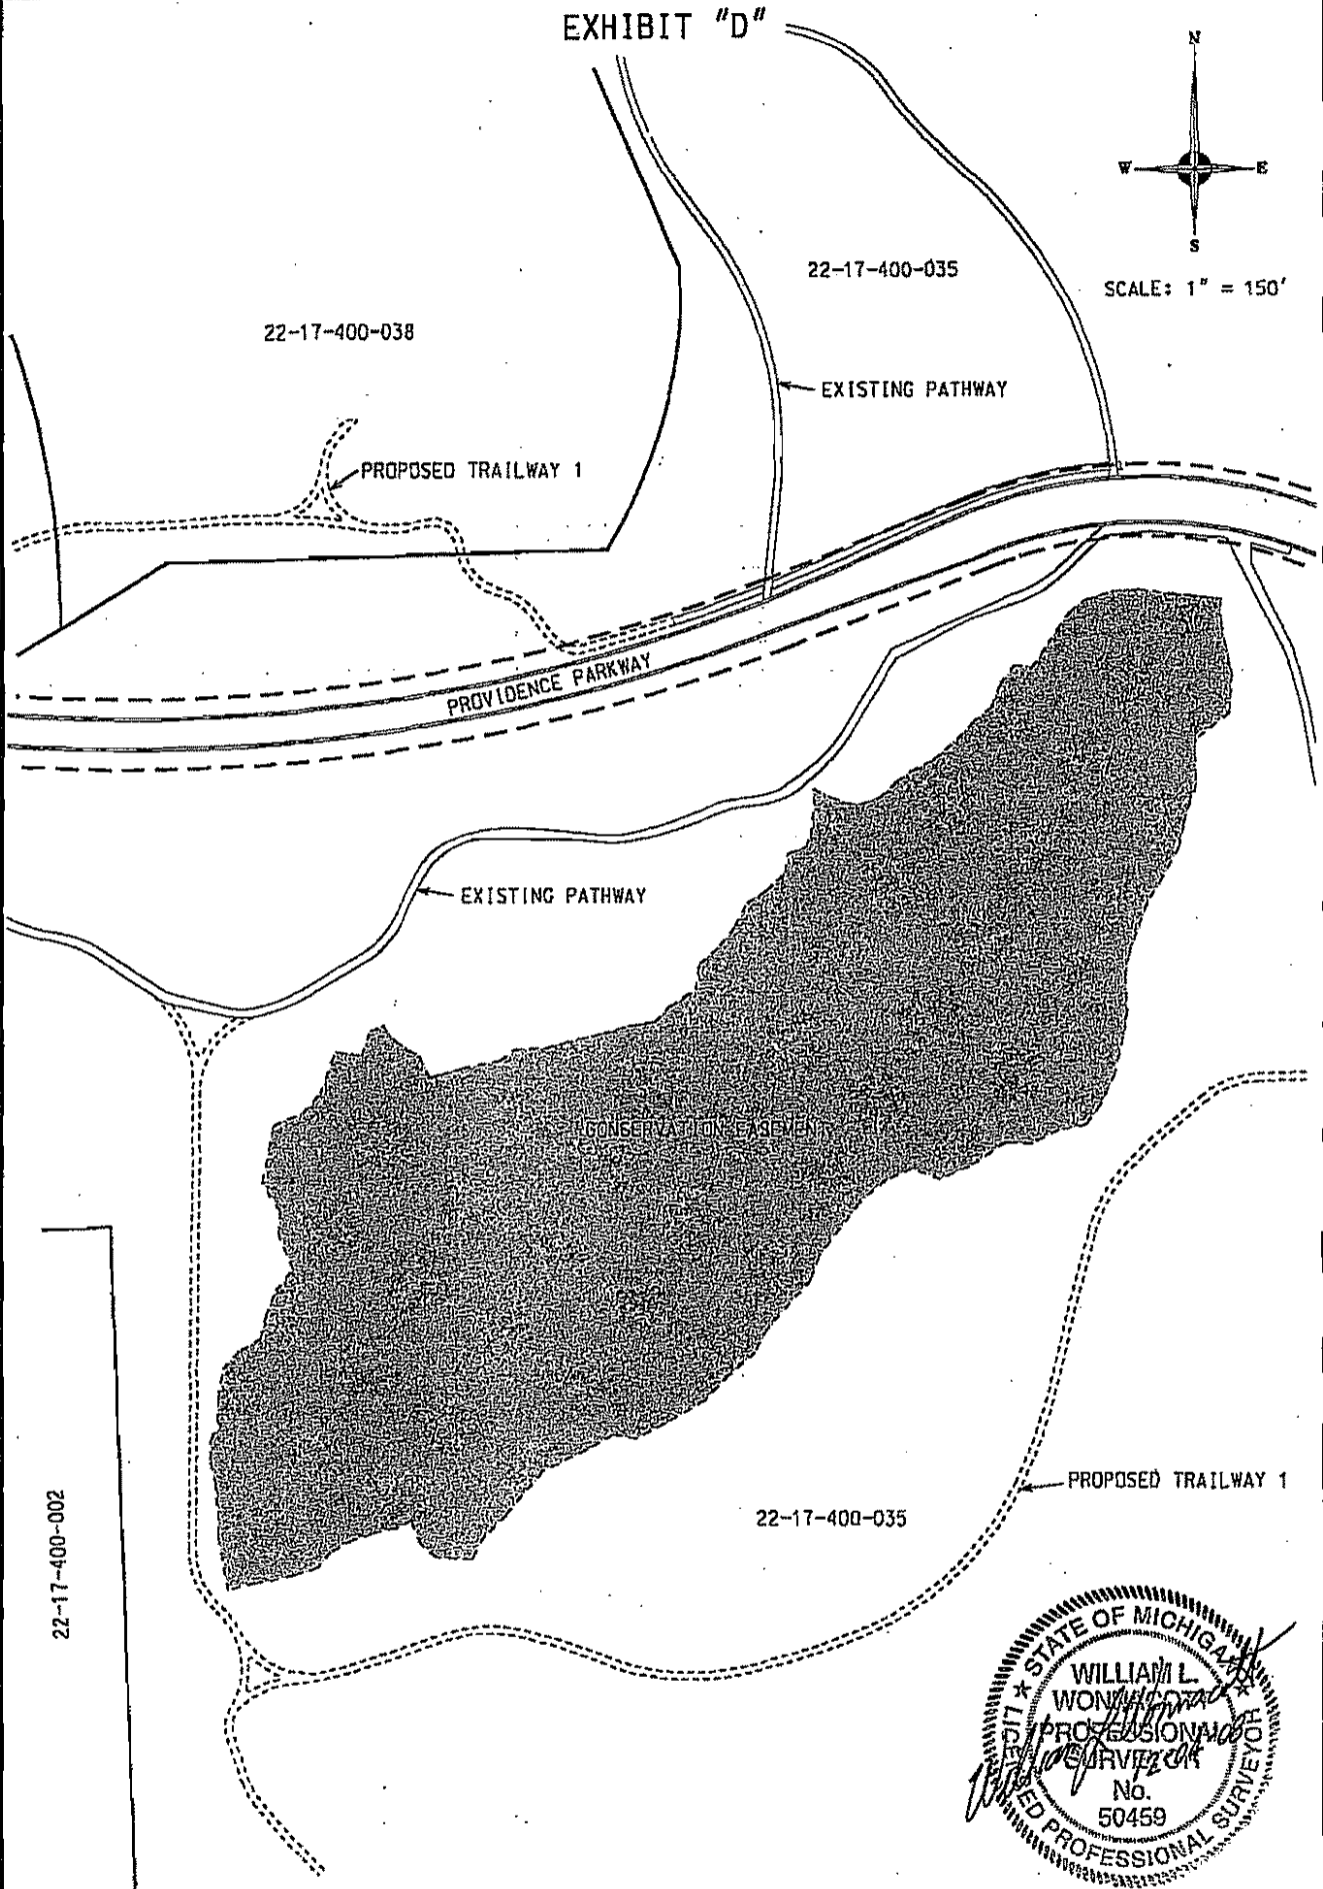 EXHIBIT "D"
N
W E
S
SCALE: 1" = 150'
22-17-400-035
22-17-400-038
EXISTING PATHWAY
PROPOSED TRAILWAY 1
PROVIDENCE PARKWAY
EXISTING PATHWAY
CONSERVATION EASEMENT
PROPOSED TRAILWAY 1
22-17-400-035
22-17-400-002
STATE OF MICHIGAN
LICENSED PROFESSIONAL SURVEYOR
WILLIAM L.
PROFESSIONAL
SURVEYOR
No.
50459